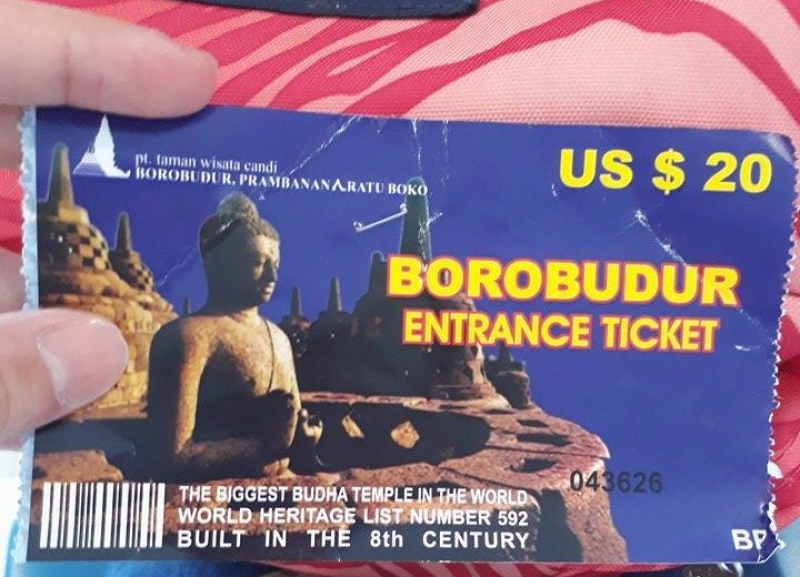 pt. taman wisata candi
BOROBUDUR, PRAMBANAN & RATU BOKO
US $ 20
BOROBUDUR
ENTRANCE TICKET
043626
THE BIGGEST BUDHA TEMPLE IN THE WORLD
WORLD HERITAGE LIST NUMBER 592
BUILT IN THE 8th CENTURY
BP